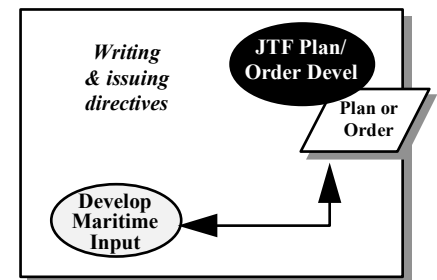 Writing
& issuing
directives
JTF Plan/
Order Devel
Plan or
Order
Develop
Maritime
Input